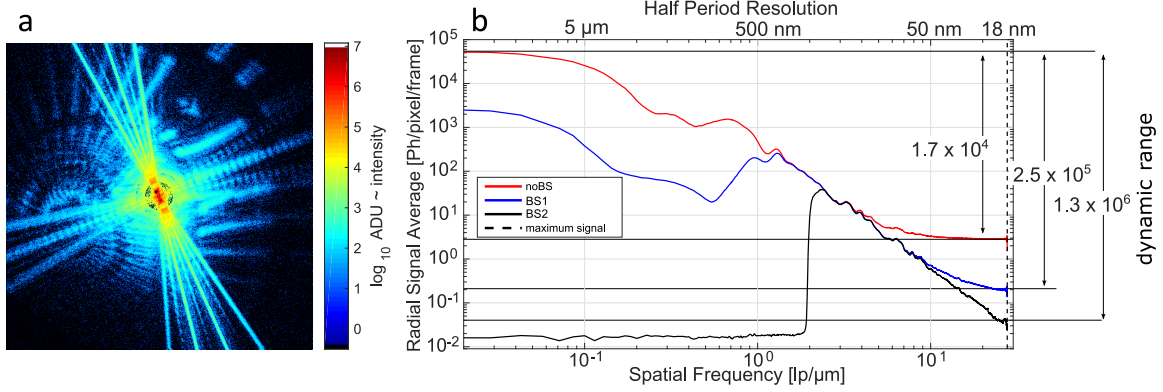 a
7
6
5
4
3
2
1
0
log10 ADU ~ intensity
b
Half Period Resolution
5 µm
500 nm
50 nm
18 nm
10^5
10^4
10^3
10^2
10^1
10^0
10^-1
10^-2
Radial Signal Average [Ph/pixel/frame]
noBS
BS1
BS2
maximum signal
1.7 x 10^4
2.5 x 10^5
1.3 x 10^6
dynamic range
10^-1
10^0
10^1
Spatial Frequency [lp/µm]